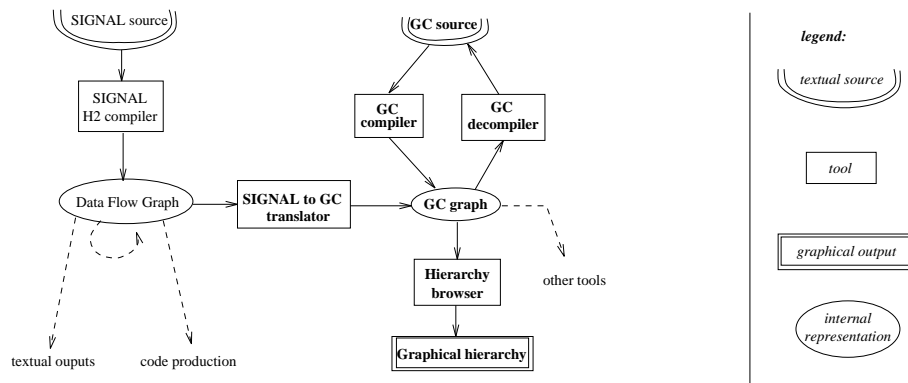 SIGNAL source
SIGNAL
H2 compiler
Data Flow Graph
textual ouputs
code production
SIGNAL to GC
translator
GC source
GC
compiler
GC
decompiler
GC graph
other tools
Hierarchy
browser
Graphical hierarchy
legend:
textual source
tool
graphical output
internal
representation